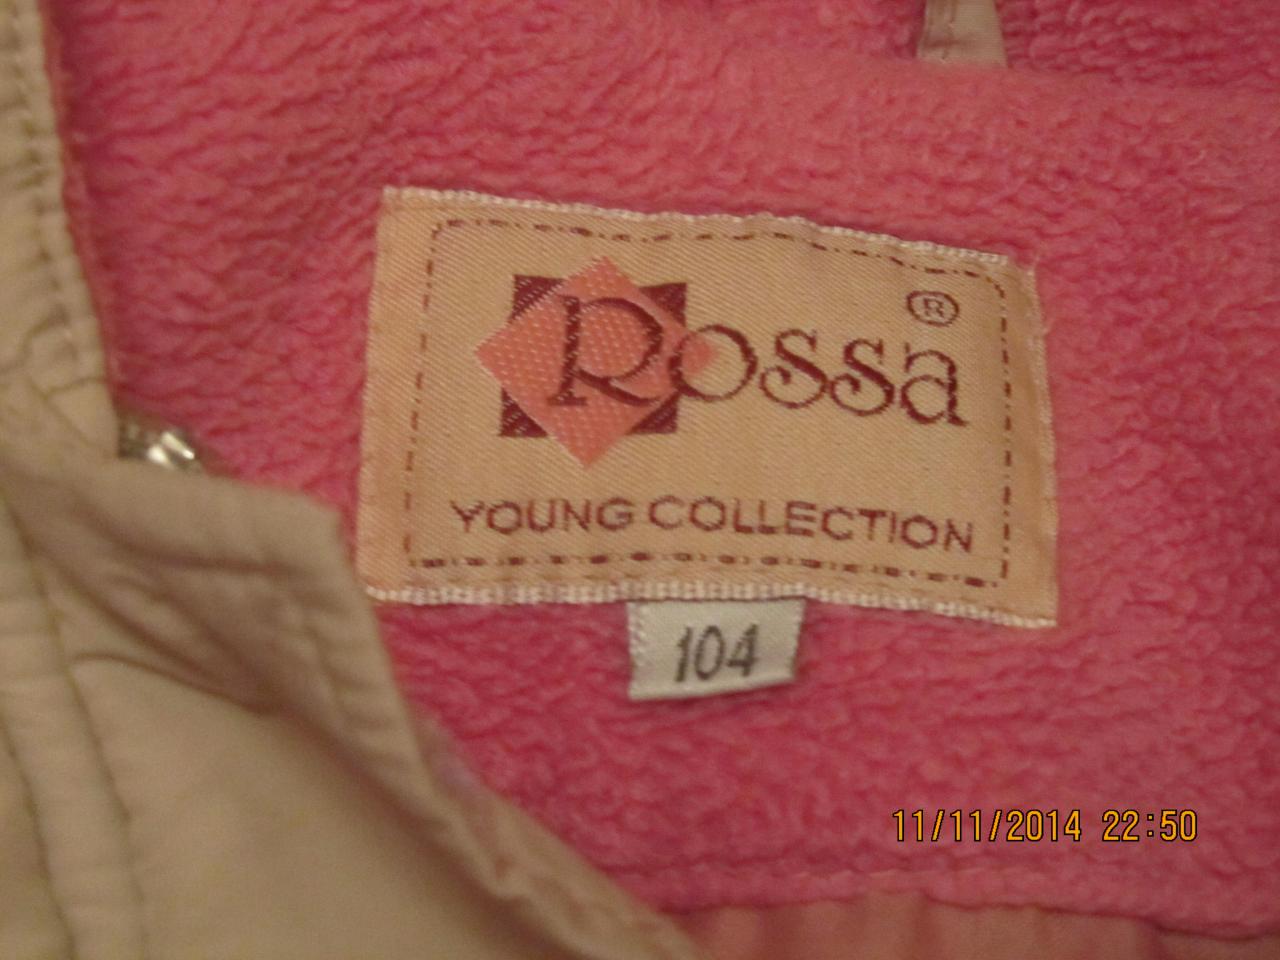 Rossa ®
YOUNG COLLECTION
104
11/11/2014 22:50